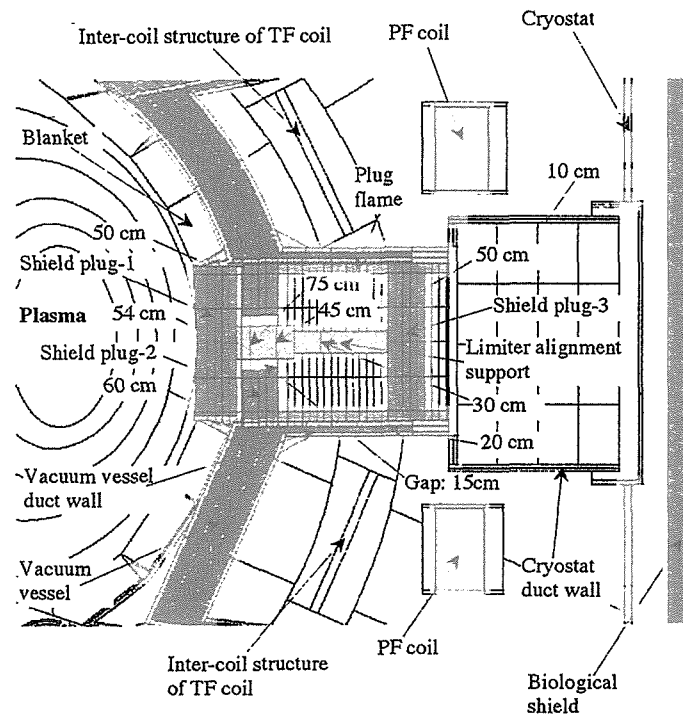 Inter-coil structure of TF coil
PF coil
Cryostat
Blanket
Plug
flame
10 cm
50 cm
50 cm
Shield plug-1
75 cm
45 cm
Shield plug-3
Plasma
54 cm
Limiter alignment
support
Shield plug-2
60 cm
30 cm
20 cm
Vacuum vessel
duct wall
Gap: 15cm
Vacuum
vessel
Cryostat
duct wall
PF coil
Inter-coil structure
of TF coil
Biological
shield